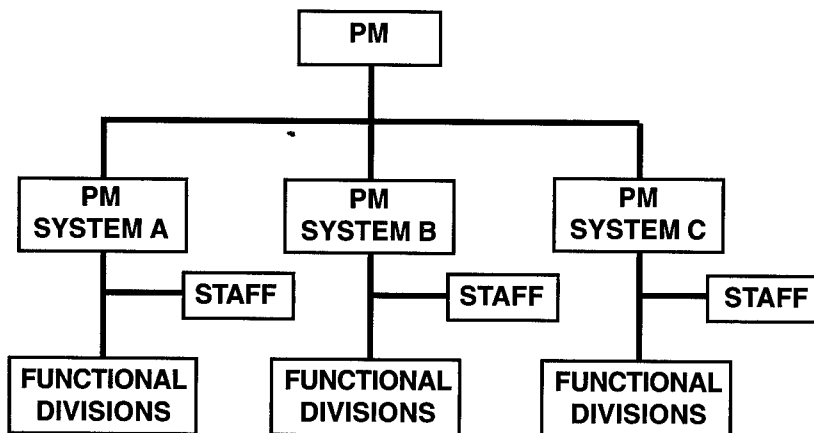 PM
PM
SYSTEM A
PM
SYSTEM B
PM
SYSTEM C
STAFF
STAFF
STAFF
FUNCTIONAL
DIVISIONS
FUNCTIONAL
DIVISIONS
FUNCTIONAL
DIVISIONS